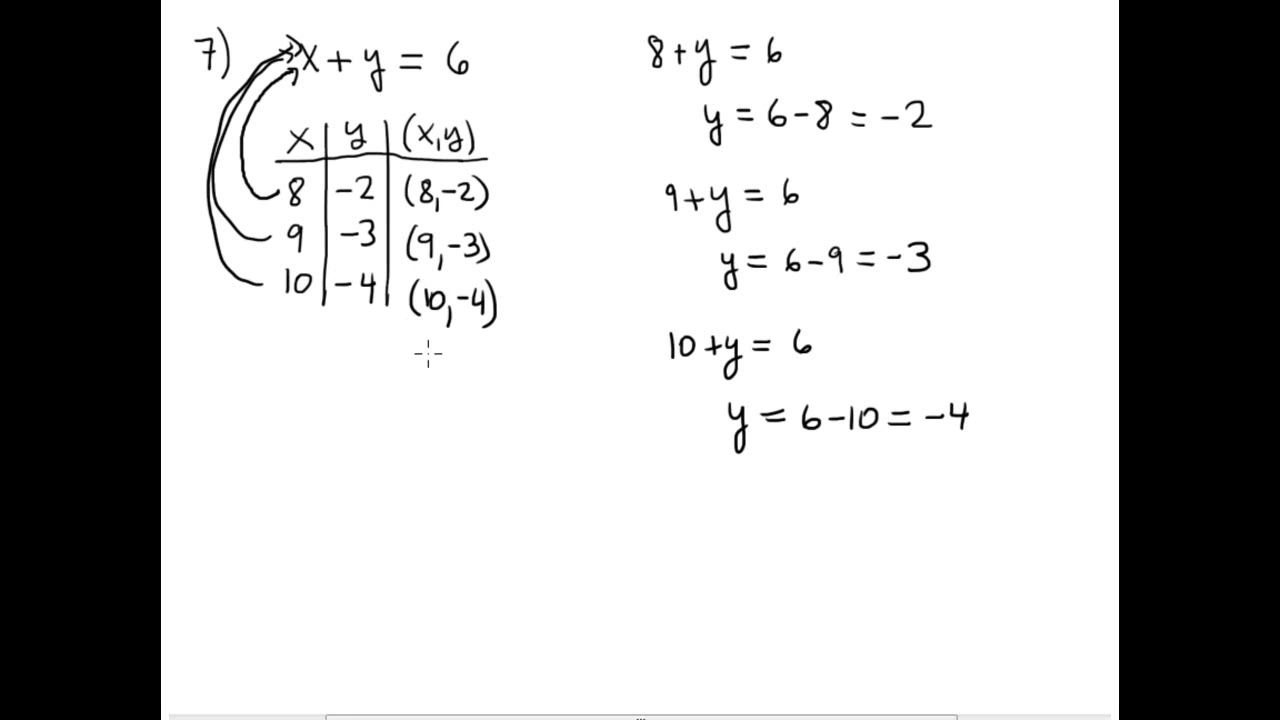 7) x + y = 6
x | y | (x,y)
8 | -2 | (8,-2)
9 | -3 | (9,-3)
10 | -4 | (10,-4)
8 + y = 6
y = 6 - 8 = -2
9 + y = 6
y = 6 - 9 = -3
10 + y = 6
y = 6 - 10 = -4